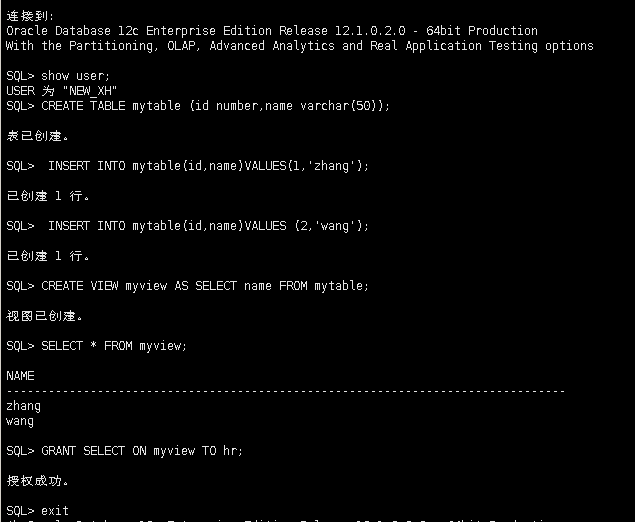 连接到:
Oracle Database 12c Enterprise Edition Release 12.1.0.2.0 - 64bit Production
With the Partitioning, OLAP, Advanced Analytics and Real Application Testing options
SQL> show user;
USER 为 "NEW_XH"
SQL> CREATE TABLE mytable (id number,name varchar(50));
表已创建。
SQL>  INSERT INTO mytable(id,name)VALUES(1,'zhang');
已创建 1 行。
SQL>  INSERT INTO mytable(id,name)VALUES (2,'wang');
已创建 1 行。
SQL> CREATE VIEW myview AS SELECT name FROM mytable;
视图已创建。
SQL> SELECT * FROM myview;
NAME
--------------------------------------------------------------------------------
zhang
wang
SQL> GRANT SELECT ON myview TO hr;
授权成功。
SQL> exit